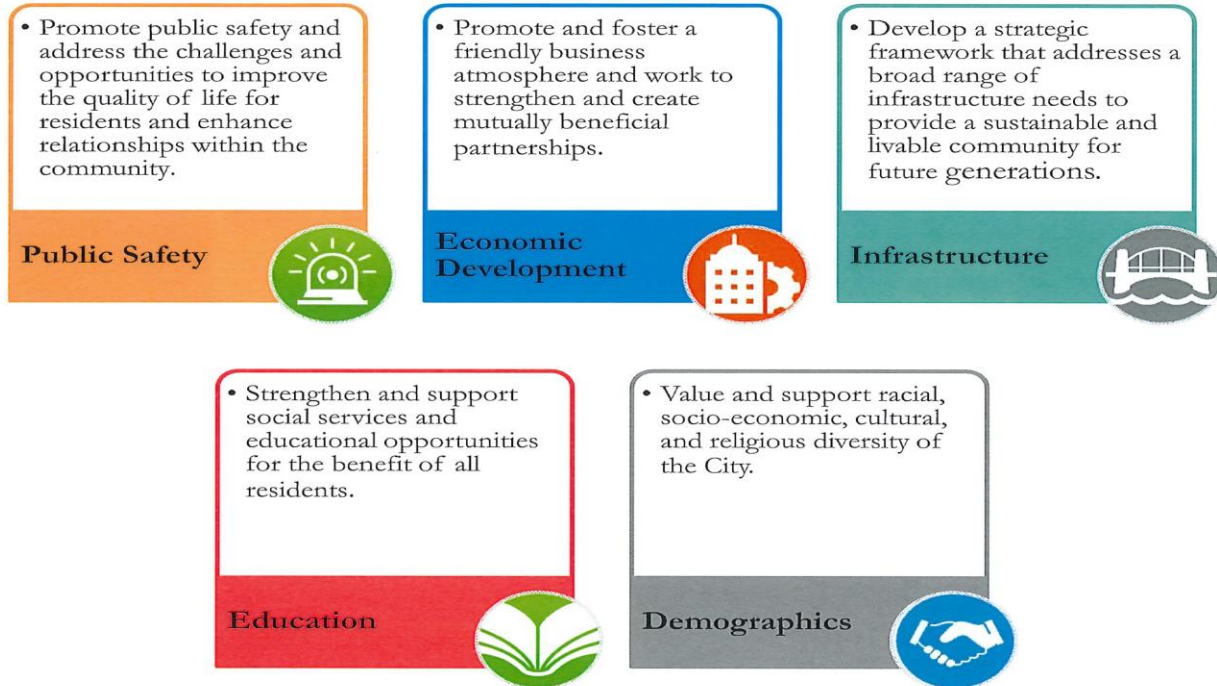 • Promote public safety and
address the challenges and
opportunities to improve
the quality of life for
residents and enhance
relationships within the
community.
Public Safety
• Promote and foster a
friendly business
atmosphere and work to
strengthen and create
mutually beneficial
partnerships.
Economic
Development
• Develop a strategic
framework that addresses a
broad range of
infrastructure needs to
provide a sustainable and
livable community for
future generations.
Infrastructure
• Strengthen and support
social services and
educational opportunities
for the benefit of all
residents.
Education
• Value and support racial,
socio-economic, cultural,
and religious diversity of
the City.
Demographics